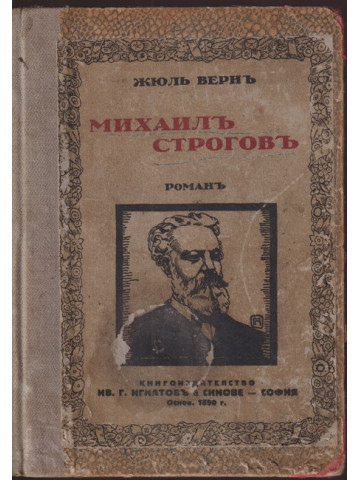 ЖЮЛЬ ВЕРНЪ
МИХАИЛЪ
СТРОГОВЪ
РОМАНЪ
КНИГОИЗДАТЕЛСТВО
ИВ. Г. ИГНАТОВЪ & СИНОВЕ — СОФИЯ
Основ. 1890 г.